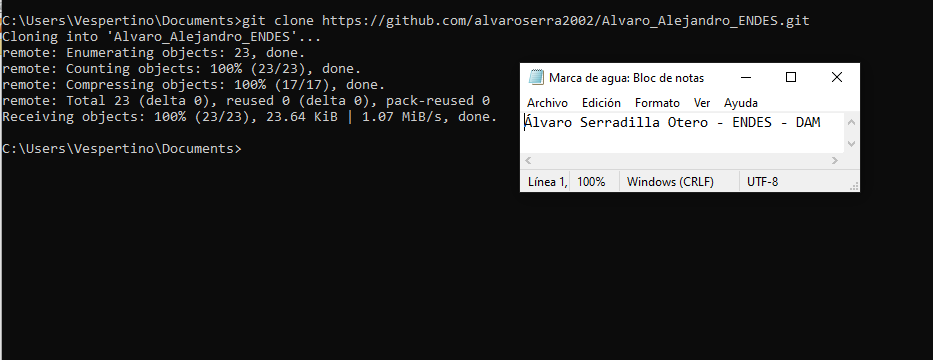 C:\Users\Vespertino\Documents>git clone https://github.com/alvaroserra2002/Alvaro_Alejandro_ENDES.git
Cloning into 'Alvaro_Alejandro_ENDES'...
remote: Enumerating objects: 23, done.
remote: Counting objects: 100% (23/23), done.
remote: Compressing objects: 100% (17/17), done.
remote: Total 23 (delta 0), reused 0 (delta 0), pack-reused 0
Receiving objects: 100% (23/23), 23.64 KiB | 1.07 MiB/s, done.
C:\Users\Vespertino\Documents>
Marca de agua: Bloc de notas
Archivo Edición Formato Ver Ayuda
Álvaro Serradilla Otero - ENDES - DAM
Línea 1, 100% Windows (CRLF) UTF-8